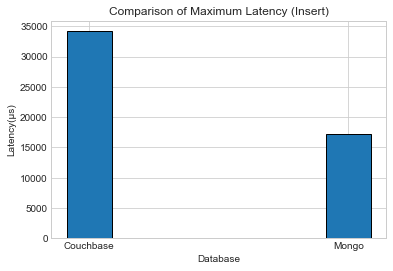 Comparison of Maximum Latency (Insert)
35000
30000
25000
20000
15000
10000
5000
0
Latency(μs)
Couchbase
Mongo
Database